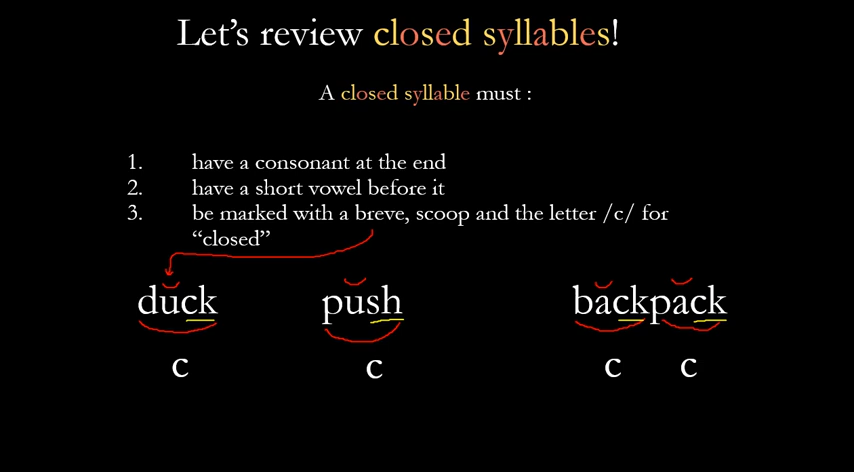 Let's review closed syllables!
A closed syllable must :
1. have a consonant at the end
2. have a short vowel before it
3. be marked with a breve, scoop and the letter /c/ for
“closed”
duck push backpack
c c c c